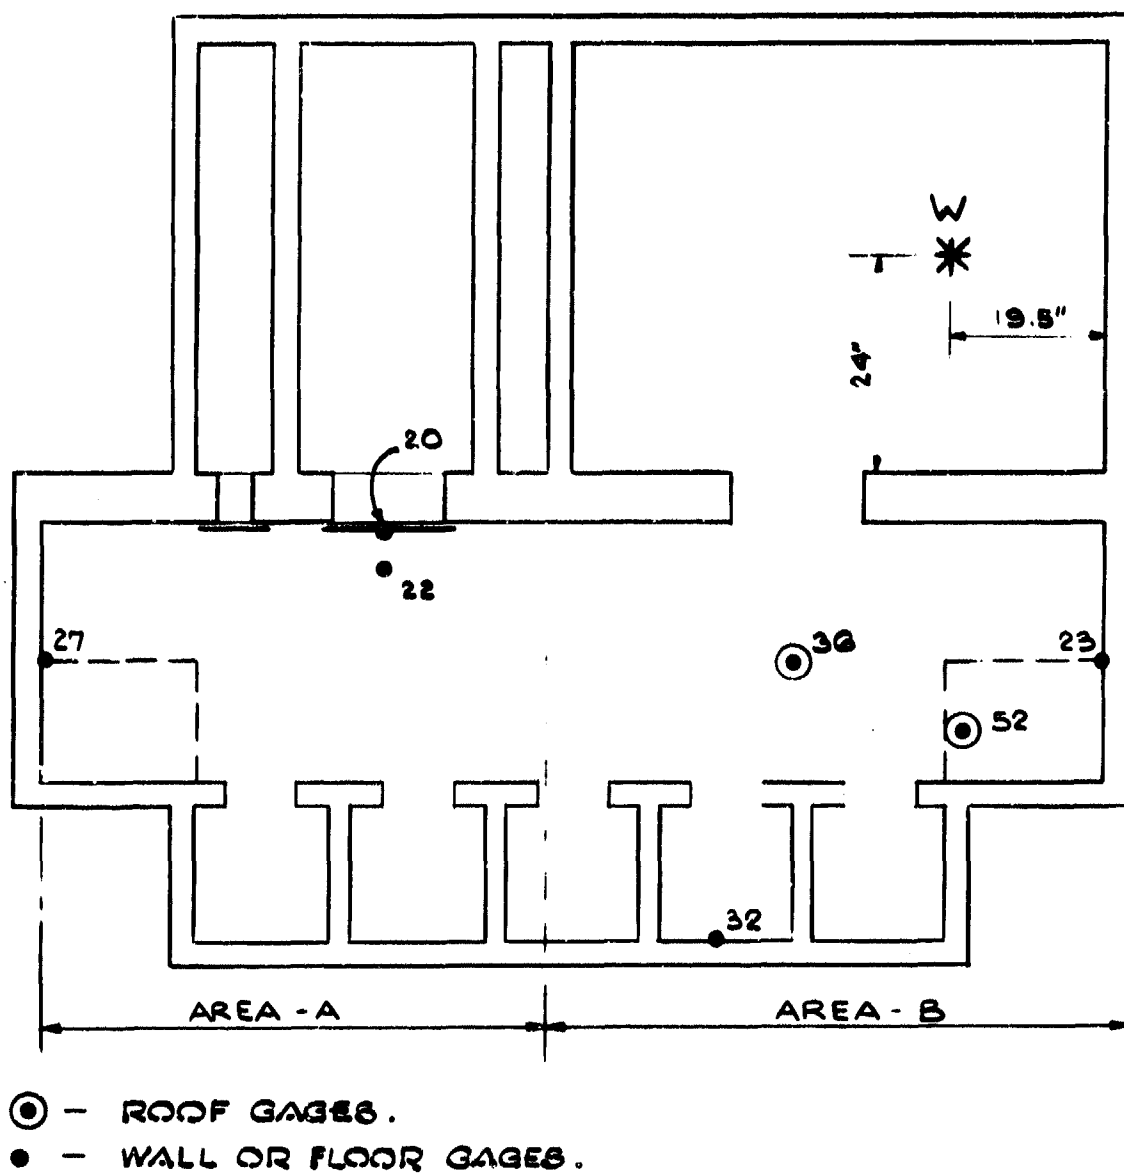 W
19.5"
24"
20
22
27
36
23
52
32
AREA - A
AREA - B
- ROOF GAGES.
- WALL OR FLOOR GAGES.